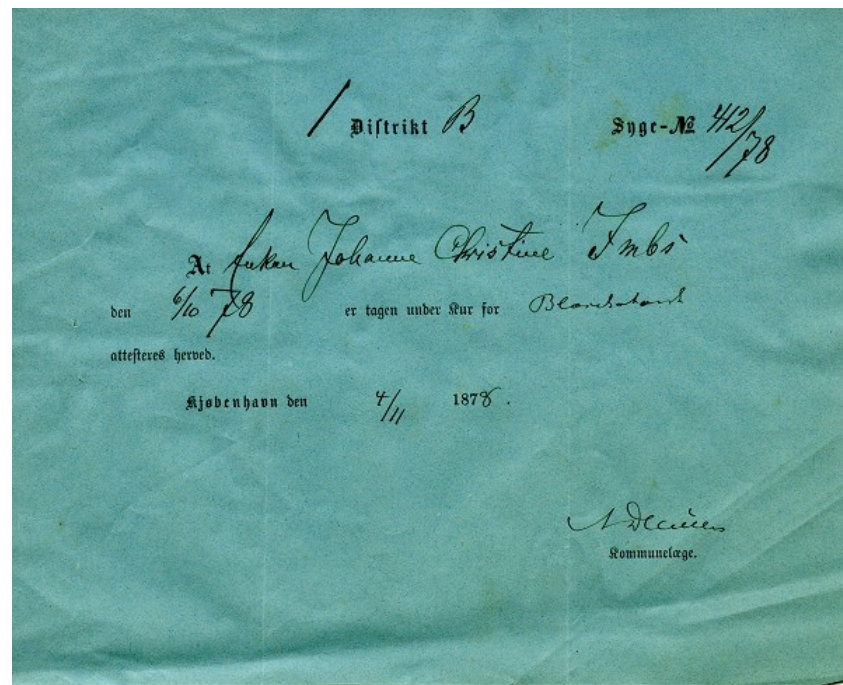 1 Distrikt B Syge-№ 412/78
At Enken Johanne Christine Imbs
den 6/10 78 er tagen under Kur for
attesteres herved.
Kjøbenhavn den 4/11 1878.
Kommunelæge.